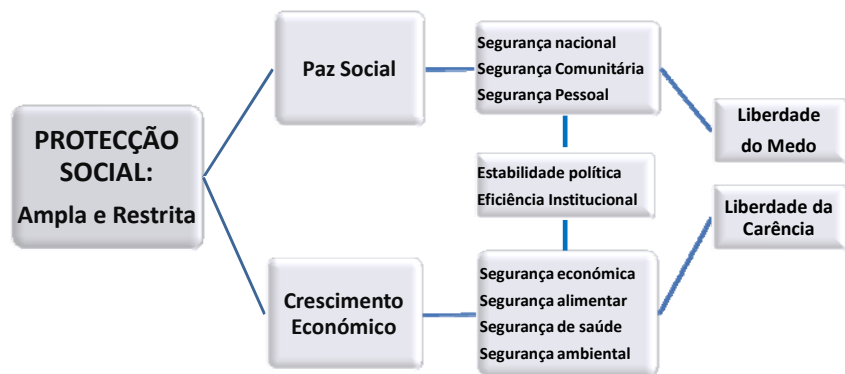 PROTECÇÃO
SOCIAL:
Ampla e Restrita
Paz Social
Segurança nacional
Segurança Comunitária
Segurança Pessoal
Liberdade
do Medo
Estabilidade política
Eficiência Institucional
Liberdade da
Carência
Crescimento
Económico
Segurança económica
Segurança alimentar
Segurança de saúde
Segurança ambiental